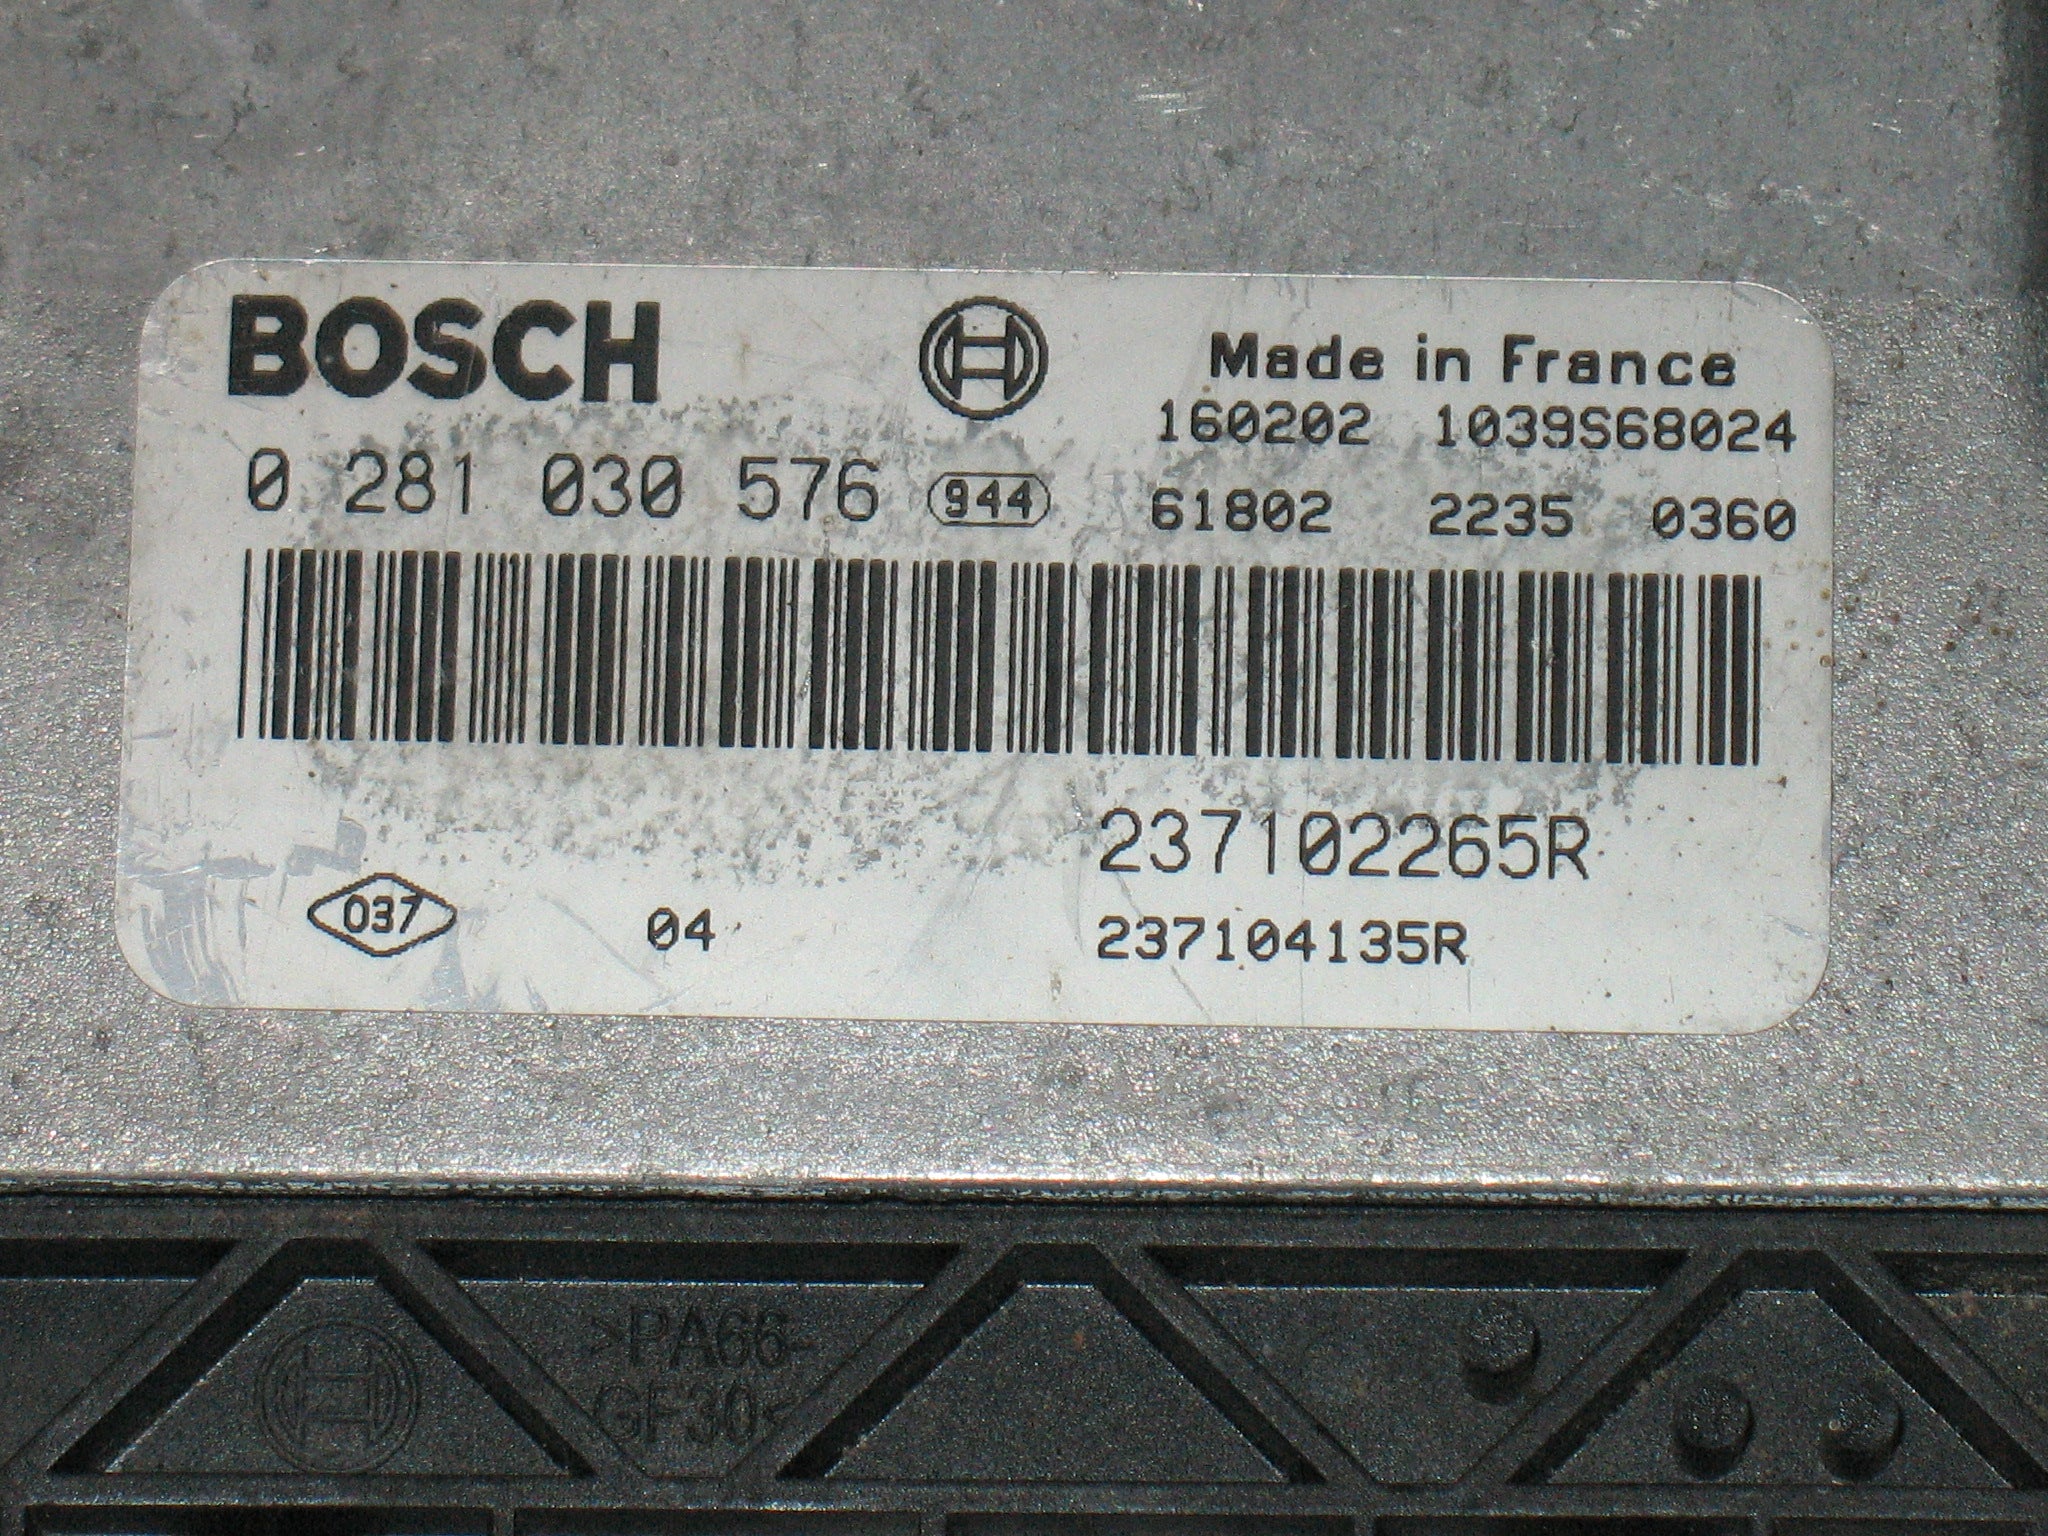 BOSCH
Made in France
160202 1039S68024
0 281 030 576 944
61802 2235 0360
237102265R
037 04 237104135R
>PA66-
GF30<